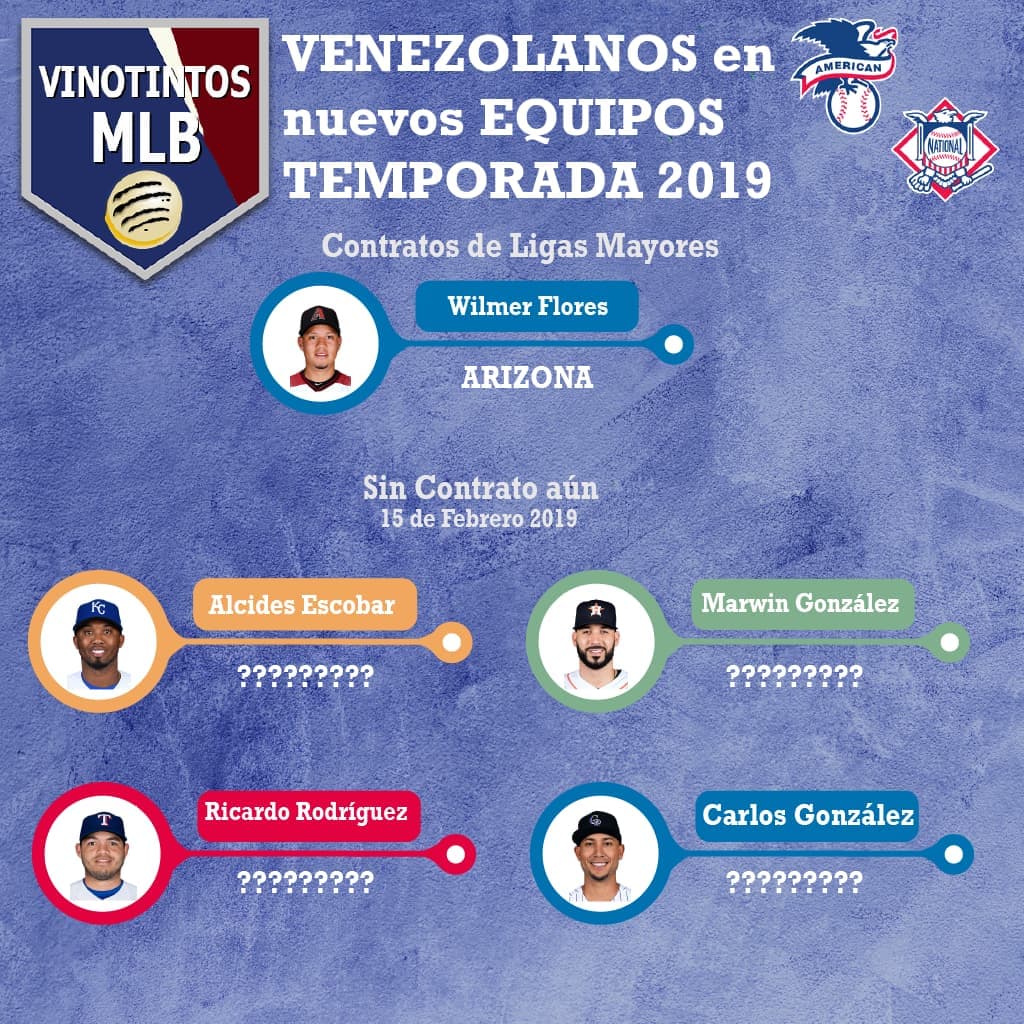 VINOTINTOS
MLB
VENEZOLANOS en
nuevos EQUIPOS
TEMPORADA 2019
AMERICAN
NATIONAL
Contratos de Ligas Mayores
Wilmer Flores
ARIZONA
Sin Contrato aún
15 de Febrero 2019
Alcides Escobar
?????????
Marwin González
?????????
Ricardo Rodríguez
?????????
Carlos González
?????????